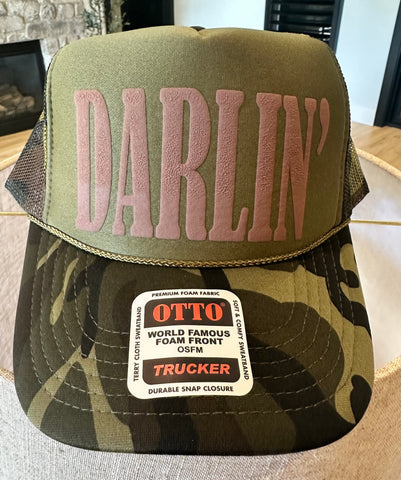 DARLIN'
PREMIUM FOAM FABRIC
TERRY CLOTH SWEATBAND
SOFT & COMFY SWEATBAND
OTTO®
WORLD FAMOUS
FOAM FRONT
OSFM
TRUCKER
DURABLE SNAP CLOSURE